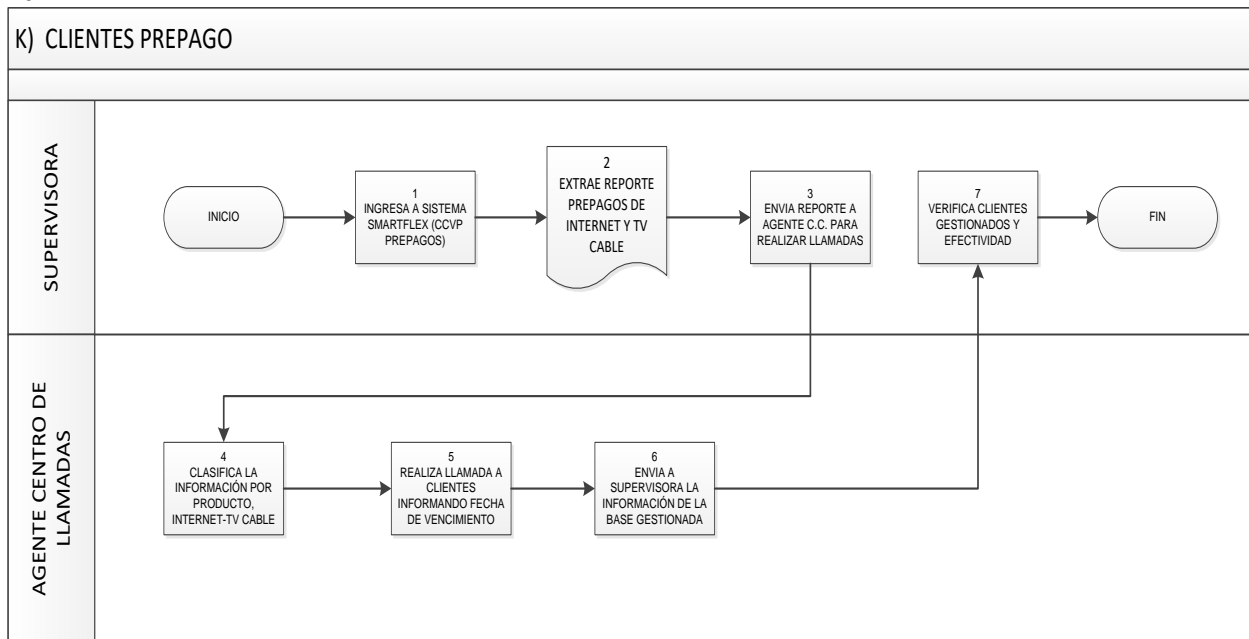 K) CLIENTES PREPAGO
SUPERVISORA
INICIO
1
INGRESA A SISTEMA
SMARTFLEX (CCVP
PREPAGOS)
2
EXTRAE REPORTE
PREPAGOS DE
INTERNET Y TV
CABLE
3
ENVIA REPORTE A
AGENTE C.C. PARA
REALIZAR LLAMADAS
7
VERIFICA CLIENTES
GESTIONADOS Y
EFECTIVIDAD
FIN
AGENTE CENTRO DE
LLAMADAS
4
CLASIFICA LA
INFORMACIÓN POR
PRODUCTO,
INTERNET-TV CABLE
5
REALIZA LLAMADA A
CLIENTES
INFORMANDO FECHA
DE VENCIMIENTO
6
ENVIA A
SUPERVISORA LA
INFORMACIÓN DE LA
BASE GESTIONADA